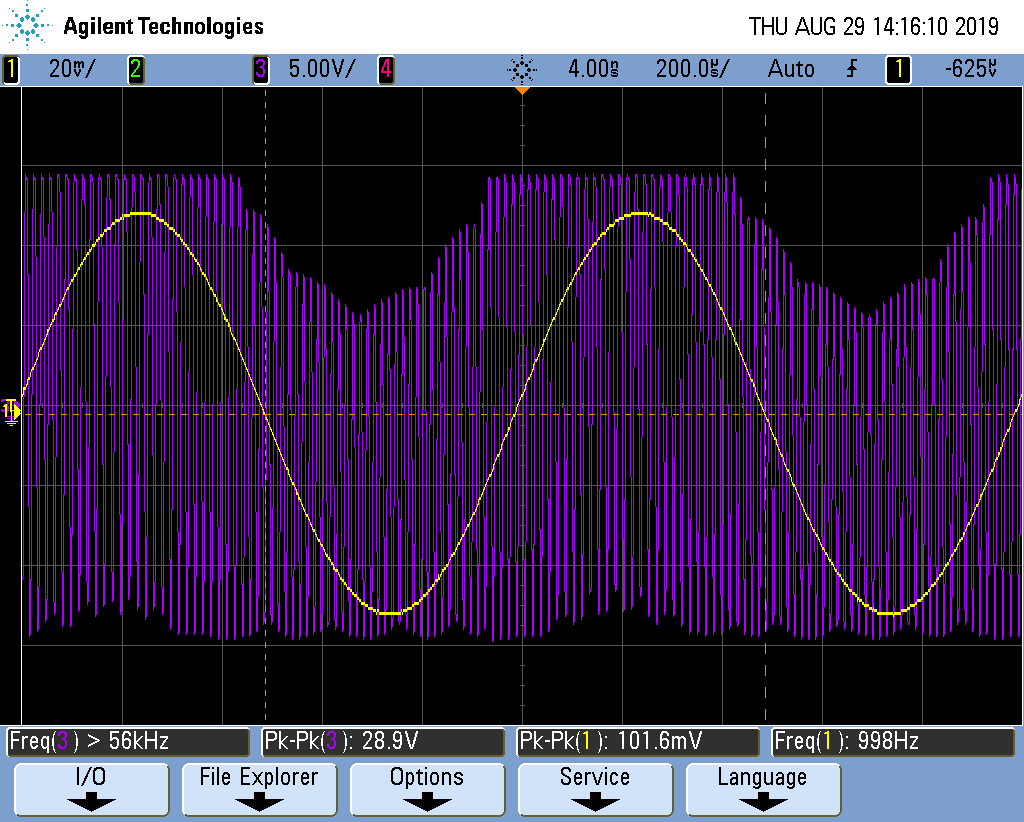 Agilent Technologies THU AUG 29 14:16:10 2019
1 20mV/ 2 3 5.00V/ 4 4.00ns 200.0us/ Auto 1 -625uV
Freq(3) > 56kHz Pk-Pk(3): 28.9V Pk-Pk(1): 101.6mV Freq(1): 998Hz
I/O File Explorer Options Service Language